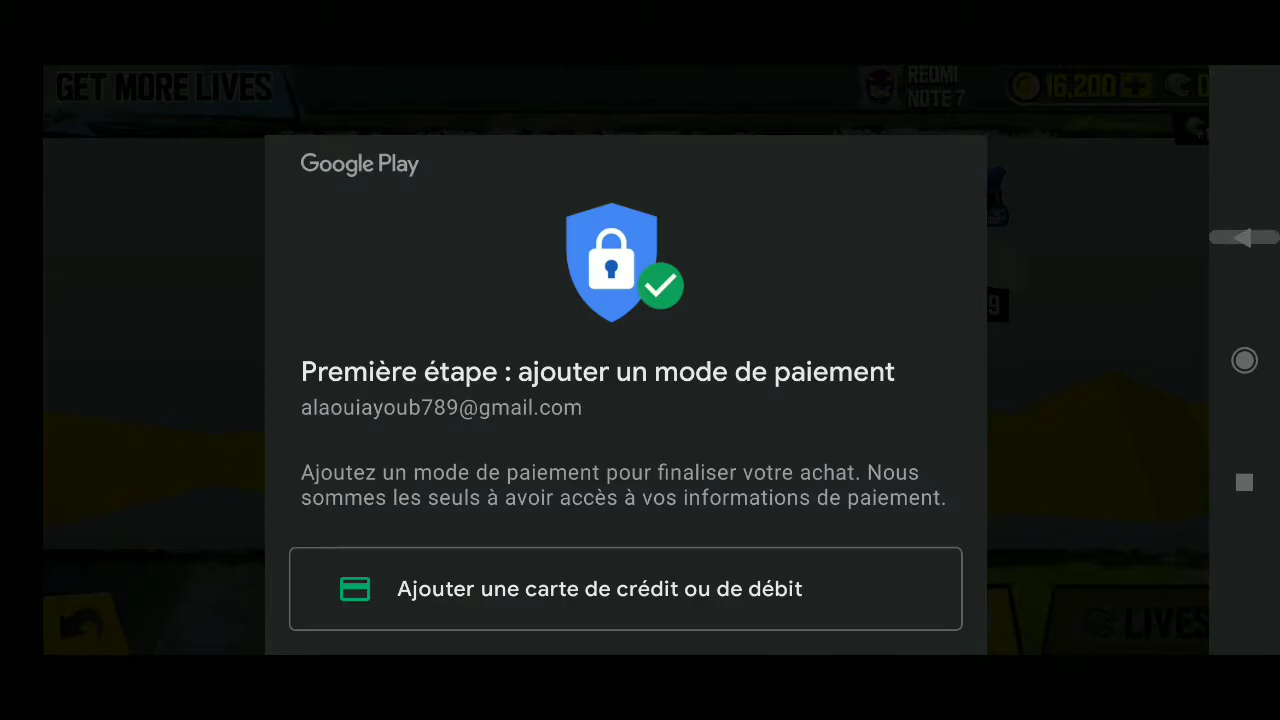 GET MORE LIVES
REDMI
NOTE 7
16,200
0
Google Play
9
Première étape : ajouter un mode de paiement
alaouiayoub789@gmail.com
Ajoutez un mode de paiement pour finaliser votre achat. Nous
sommes les seuls à avoir accès à vos informations de paiement.
Ajouter une carte de crédit ou de débit
LIVES